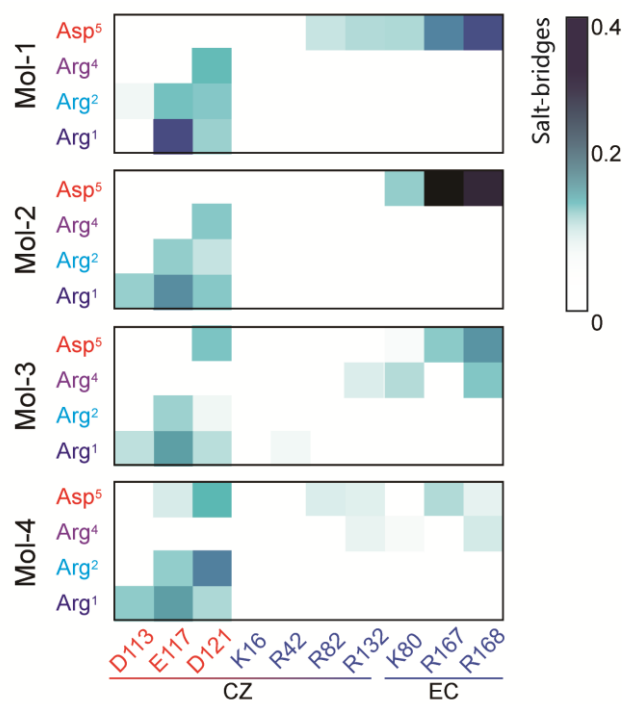 Mol-1
Asp⁵
Arg⁴
Arg²
Arg¹
Mol-2
Asp⁵
Arg⁴
Arg²
Arg¹
Mol-3
Asp⁵
Arg⁴
Arg²
Arg¹
Mol-4
Asp⁵
Arg⁴
Arg²
Arg¹
D113 E117 D121 K16 R42 R82 R132 K80 R167 R168
CZ EC
Salt-bridges
0.4
0.2
0